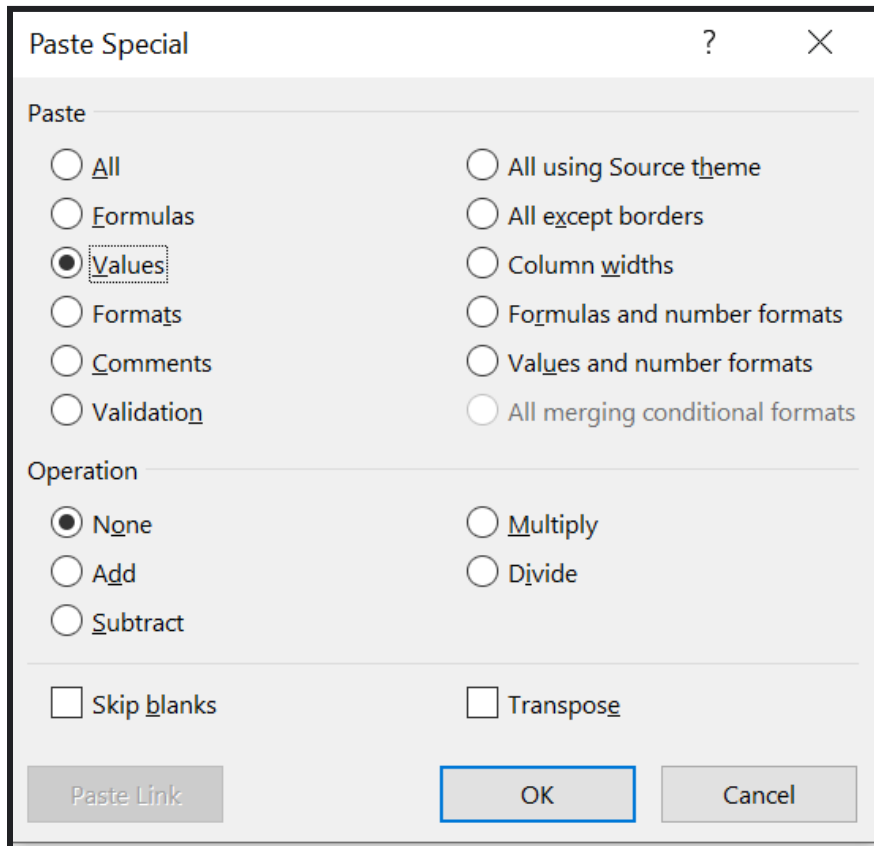 Paste Special
Paste
All
All using Source theme
Formulas
All except borders
Values
Column widths
Formats
Formulas and number formats
Comments
Values and number formats
Validation
All merging conditional formats
Operation
None
Multiply
Add
Divide
Subtract
Skip blanks
Transpose
Paste Link
OK
Cancel